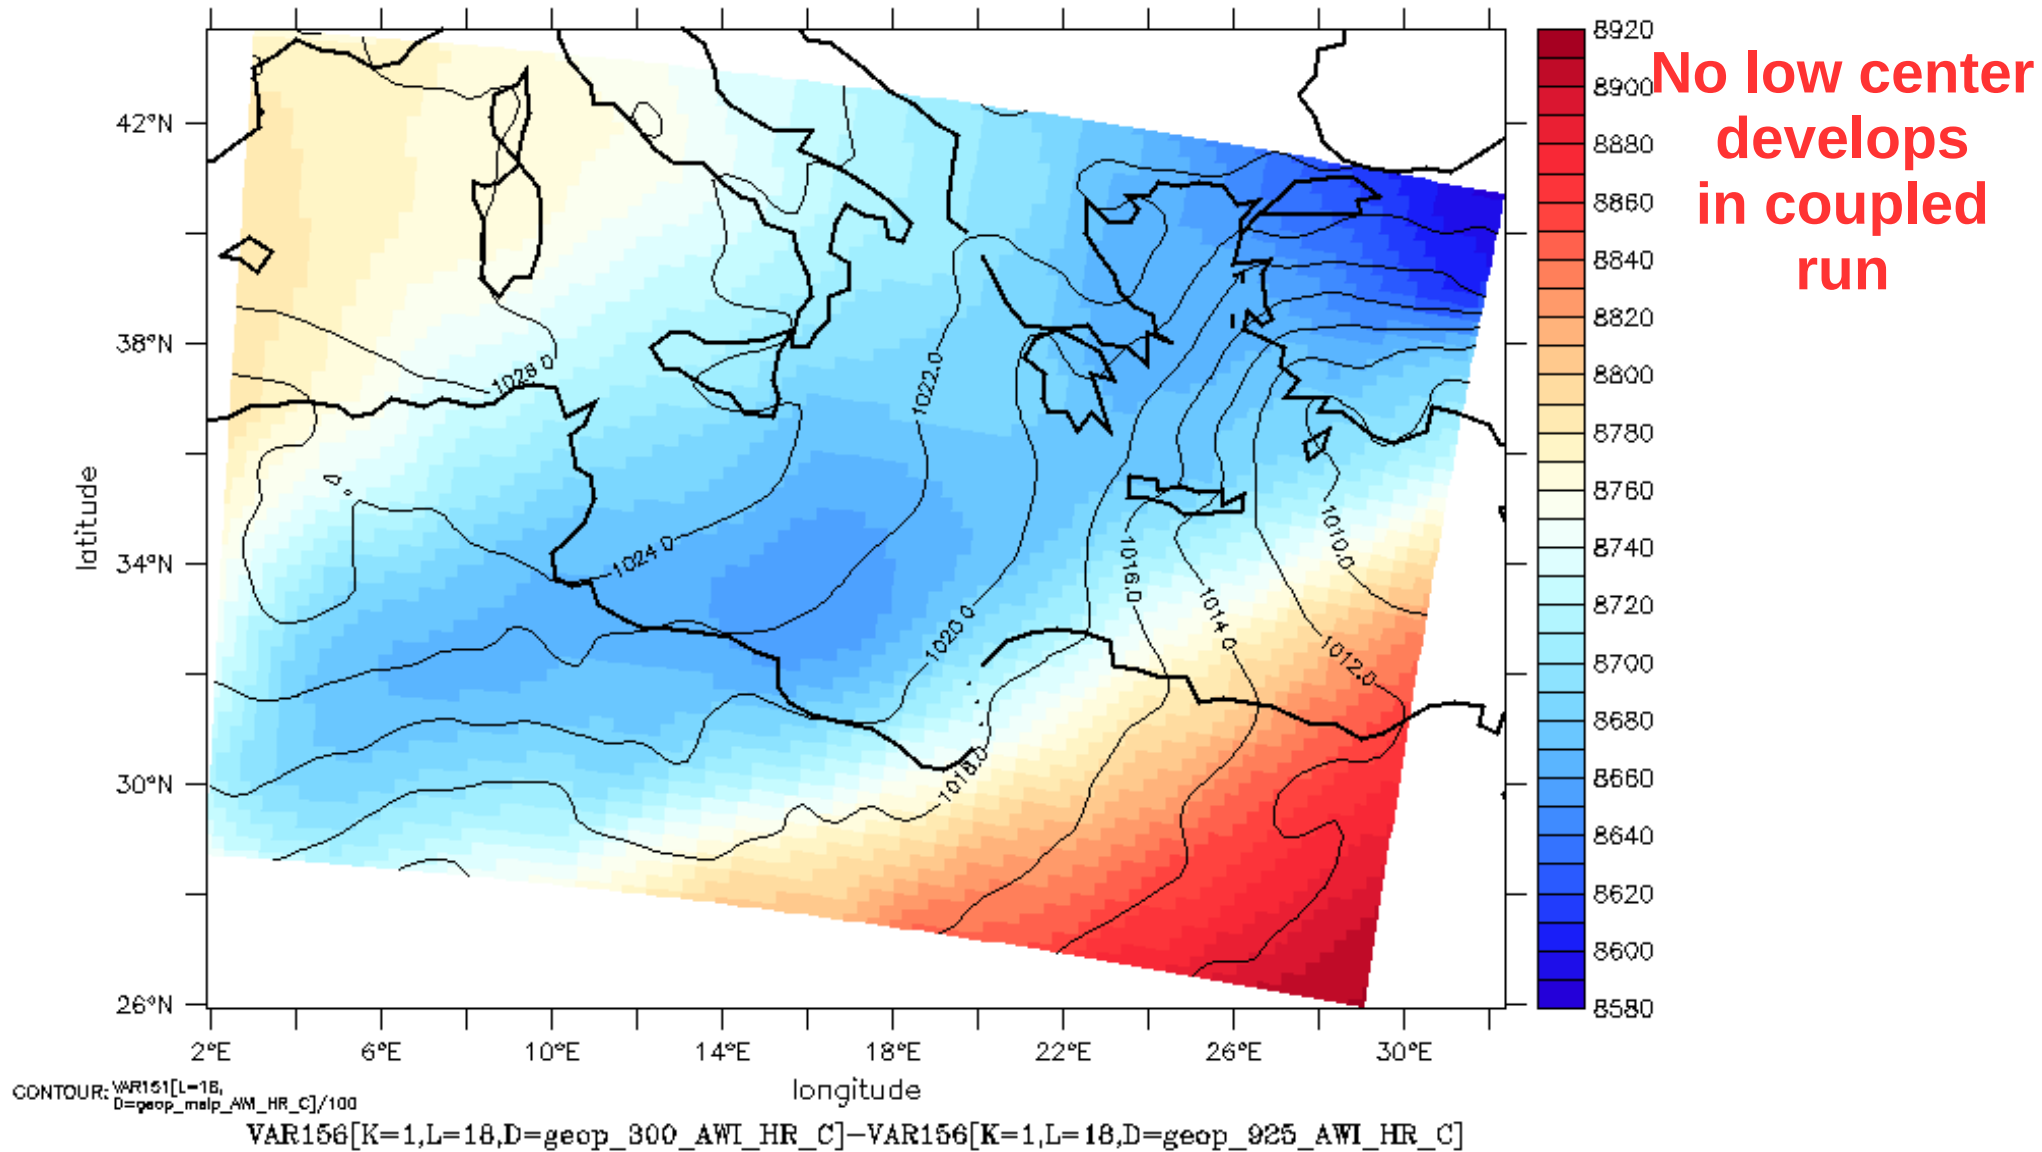 No low center
develops
in coupled
run
8920
8900
8880
8860
8840
8820
8800
8780
8760
8740
8720
8700
8680
8660
8640
8620
8600
8580
42°N
38°N
34°N
30°N
26°N
latitude
2°E 6°E 10°E 14°E 18°E 22°E 26°E 30°E
longitude
1028.0
1022.0
1024.0
1020.0
1018.0
1016.0
1014.0
1012.0
1010.0
CONTOUR: VAR151[L=18,
D=geop_mslp_AWI_HR_C]/100
VAR156[K=1,L=18,D=geop_300_AWI_HR_C]−VAR156[K=1,L=18,D=geop_925_AWI_HR_C]